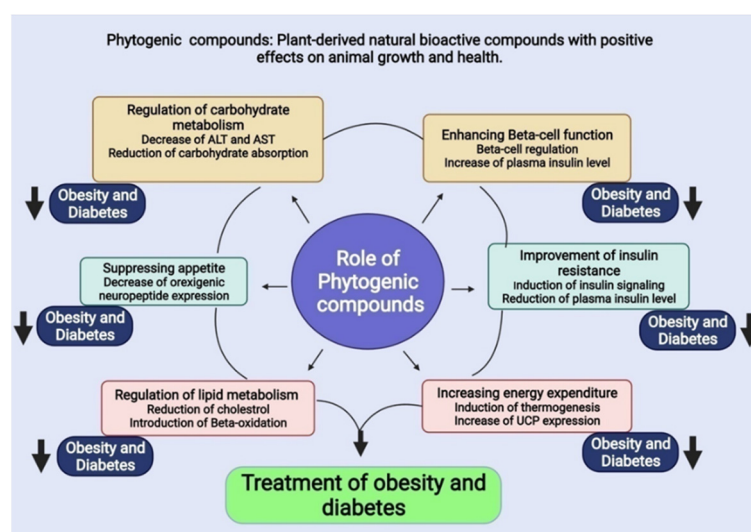 Phytogenic compounds: Plant-derived natural bioactive compounds with positive
effects on animal growth and health.
Regulation of carbohydrate
metabolism
Decrease of ALT and AST
Reduction of carbohydrate absorption
Obesity and
Diabetes
Enhancing Beta-cell function
Beta-cell regulation
Increase of plasma insulin level
Obesity and
Diabetes
Role of
Phytogenic
compounds
Suppressing appetite
Decrease of orexigenic
neuropeptide expression
Obesity and
Diabetes
Improvement of insulin
resistance
Induction of insulin signaling
Reduction of plasma insulin level
Obesity and
Diabetes
Regulation of lipid metabolism
Reduction of cholestrol
Introduction of Beta-oxidation
Obesity and
Diabetes
Increasing energy expenditure
Induction of thermogenesis
Increase of UCP expression
Obesity and
Diabetes
Treatment of obesity and
diabetes